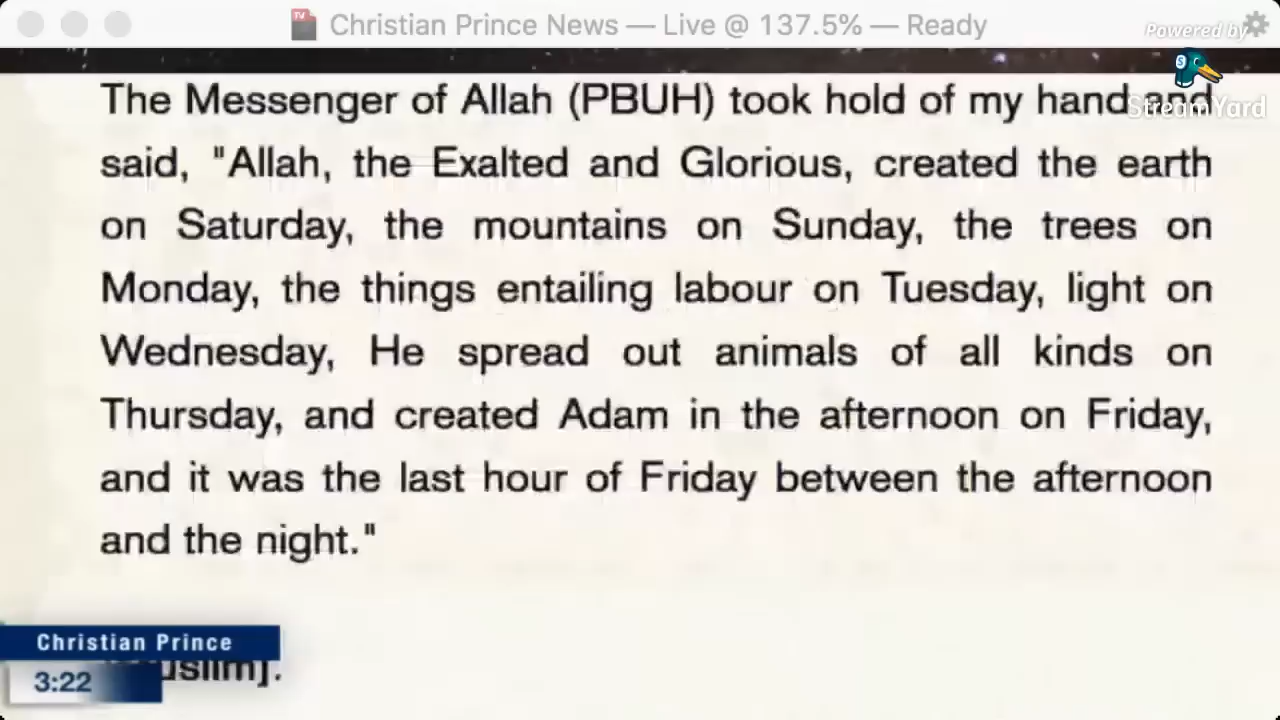 Christian Prince News — Live @ 137.5% — Ready
Powered by
StreamYard
The Messenger of Allah (PBUH) took hold of my hand and
said, "Allah, the Exalted and Glorious, created the earth
on Saturday, the mountains on Sunday, the trees on
Monday, the things entailing labour on Tuesday, light on
Wednesday, He spread out animals of all kinds on
Thursday, and created Adam in the afternoon on Friday,
and it was the last hour of Friday between the afternoon
and the night."
Christian Prince
3:22